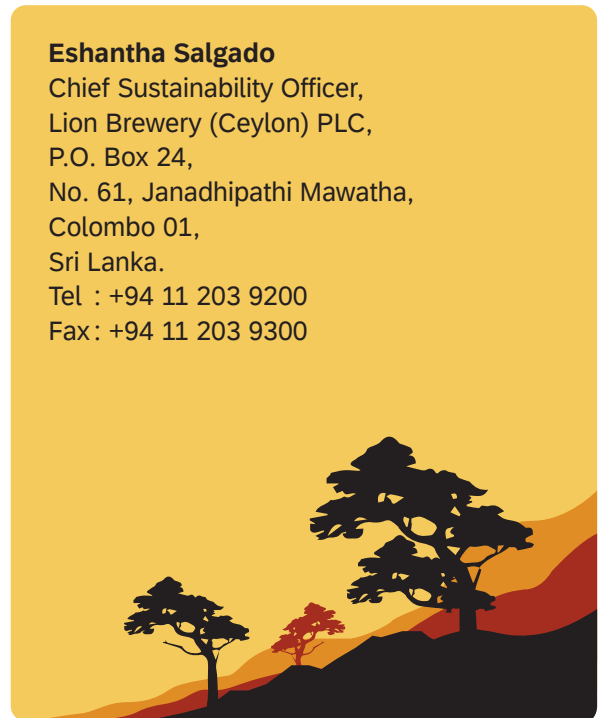 Eshantha Salgado
Chief Sustainability Officer,
Lion Brewery (Ceylon) PLC,
P.O. Box 24,
No. 61, Janadhipathi Mawatha,
Colombo 01,
Sri Lanka.
Tel : +94 11 203 9200
Fax : +94 11 203 9300